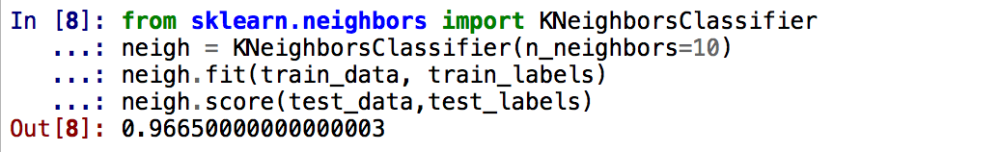 In [8]: from sklearn.neighbors import KNeighborsClassifier
   ...: neigh = KNeighborsClassifier(n_neighbors=10)
   ...: neigh.fit(train_data, train_labels)
   ...: neigh.score(test_data,test_labels)
Out[8]: 0.96650000000000003